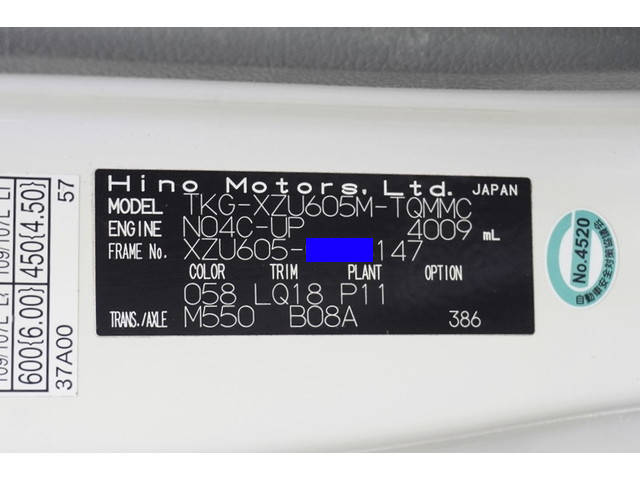 Hino Motors, Ltd. JAPAN
MODEL TKG-XZU605M-TQMMC
ENGINE N04C-UP 4009 mL
FRAME No. XZU605- 147
COLOR TRIM PLANT OPTION
058 LQ18 P11
TRANS./AXLE M550 B08A 386
600(6.00) 450(4.50)
37A00 57
No.4520